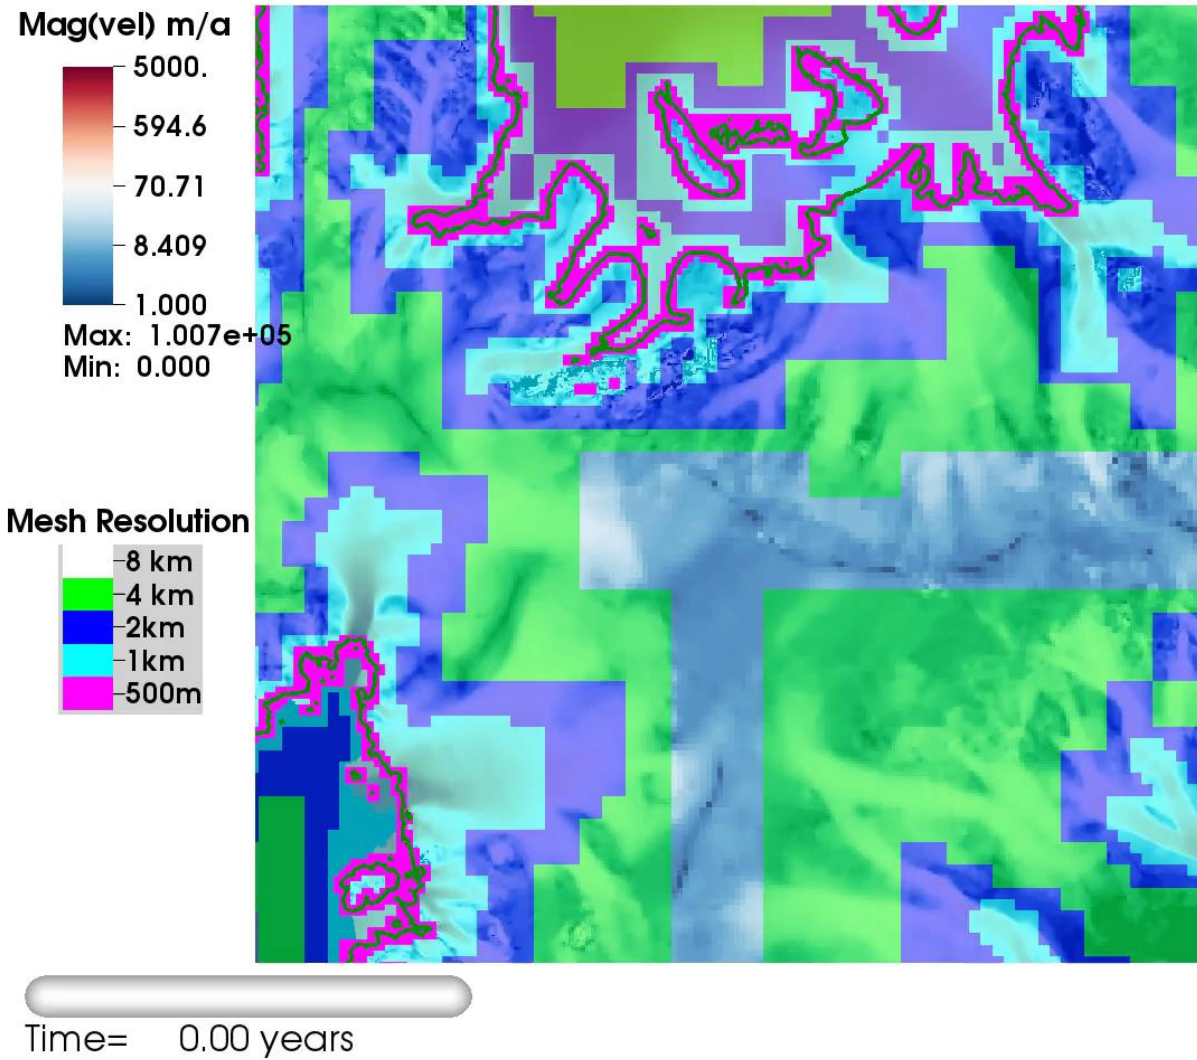 Mag(vel) m/a
5000.
594.6
70.71
8.409
1.000
Max: 1.007e+05
Min: 0.000
Mesh Resolution
8 km
4 km
2km
1km
500m
Time= 0.00 years